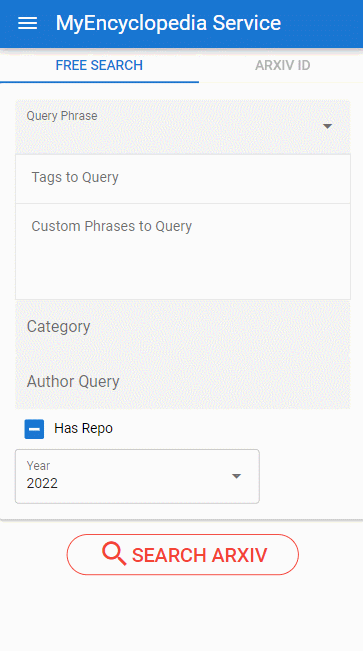 MyEncyclopedia Service
FREE SEARCH ARXIV ID
Query Phrase
Tags to Query
Custom Phrases to Query
Category
Author Query
Has Repo
Year
2022
SEARCH ARXIV